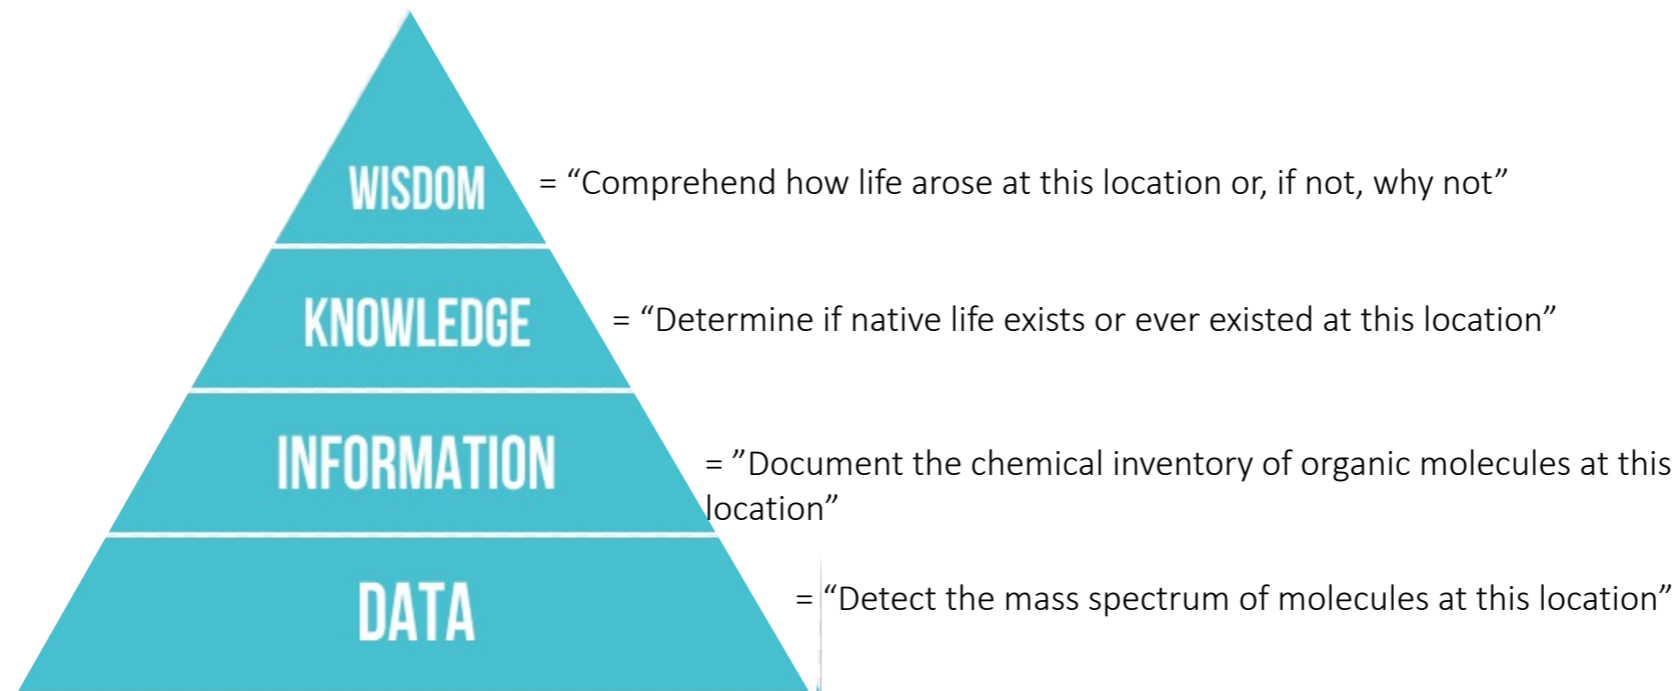 WISDOM
= “Comprehend how life arose at this location or, if not, why not”
KNOWLEDGE
= “Determine if native life exists or ever existed at this location”
INFORMATION
= ”Document the chemical inventory of organic molecules at this
location”
DATA
= “Detect the mass spectrum of molecules at this location”